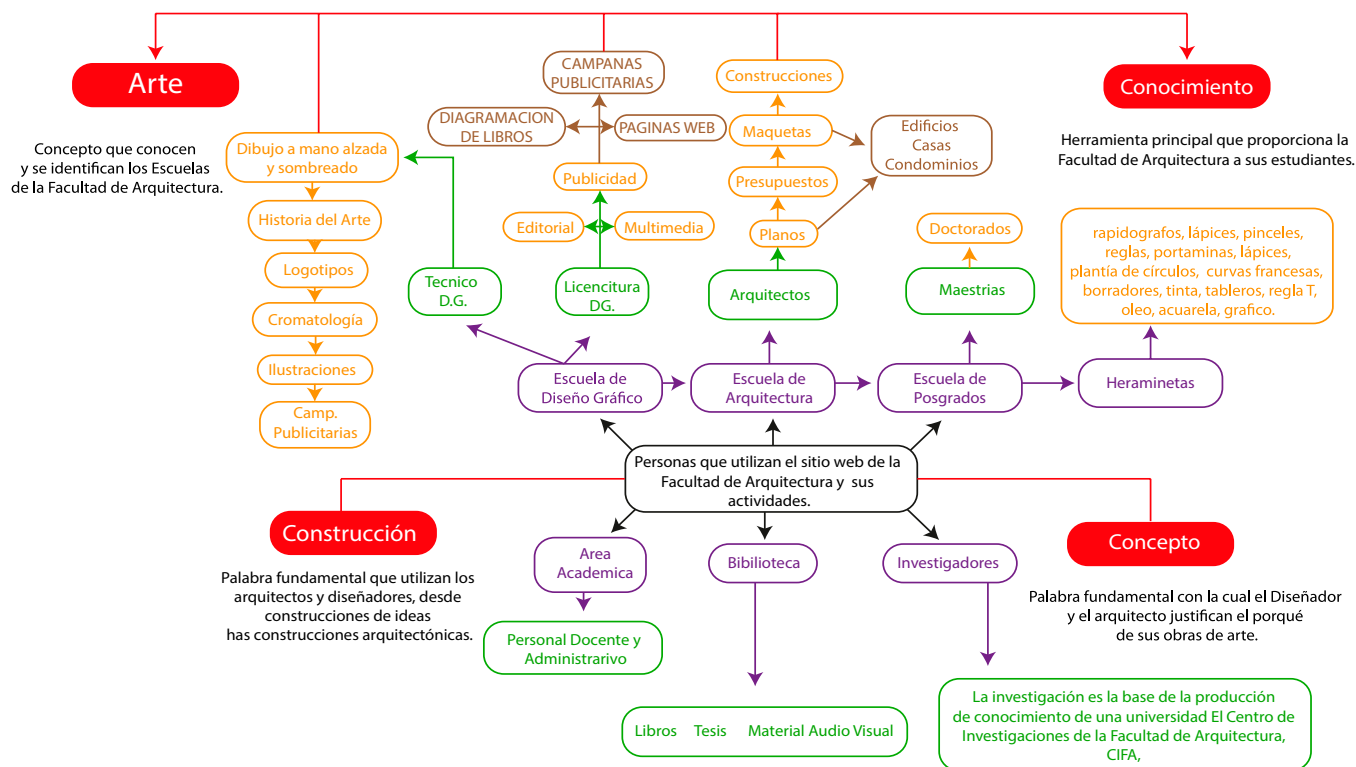 Arte
Concepto que conocen
y se identifican los Escuelas
de la Facultad de Arquitectura.
Dibujo a mano alzada
y sombreado
Historia del Arte
Logotipos
Cromatología
Ilustraciones
Camp.
Publicitarias
CAMPANAS
PUBLICITARIAS
DIAGRAMACION
DE LIBROS
PAGINAS WEB
Publicidad
Editorial
Multimedia
Tecnico
D.G.
Licencitura
DG.
Construcciones
Maquetas
Presupuestos
Planos
Edificios
Casas
Condominios
Arquitectos
Doctorados
Maestrias
Conocimiento
Herramienta principal que proporciona la
Facultad de Arquitectura a sus estudiantes.
rapidografos, lápices, pinceles,
reglas, portaminas, lápices,
plantía de círculos, curvas francesas,
borradores, tinta, tableros, regla T,
oleo, acuarela, grafico.
Escuela de
Diseño Gráfico
Escuela de
Arquitectura
Escuela de
Posgrados
Heraminetas
Personas que utilizan el sitio web de la
Facultad de Arquitectura y sus
actividades.
Construcción
Palabra fundamental que utilizan los
arquitectos y diseñadores, desde
construcciones de ideas
has construcciones arquitectónicas.
Area
Academica
Personal Docente y
Administrarivo
Bibilioteca
Libros Tesis Material Audio Visual
Investigadores
La investigación es la base de la producción
de conocimiento de una universidad El Centro de
Investigaciones de la Facultad de Arquitectura,
CIFA,
Concepto
Palabra fundamental con la cual el Diseñador
y el arquitecto justifican el porqué
de sus obras de arte.